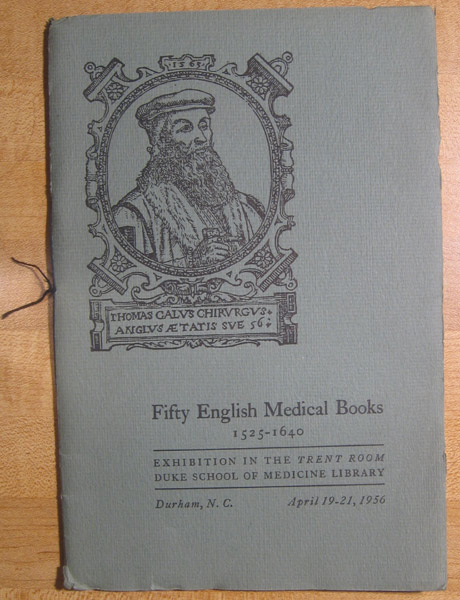 ·1563·
THOMAS GALVS CHIRVRGVS
ANGLVS ÆTATIS SVE 56
Fifty English Medical Books
1525-1640
EXHIBITION IN THE TRENT ROOM
DUKE SCHOOL OF MEDICINE LIBRARY
Durham, N. C. April 19-21, 1956